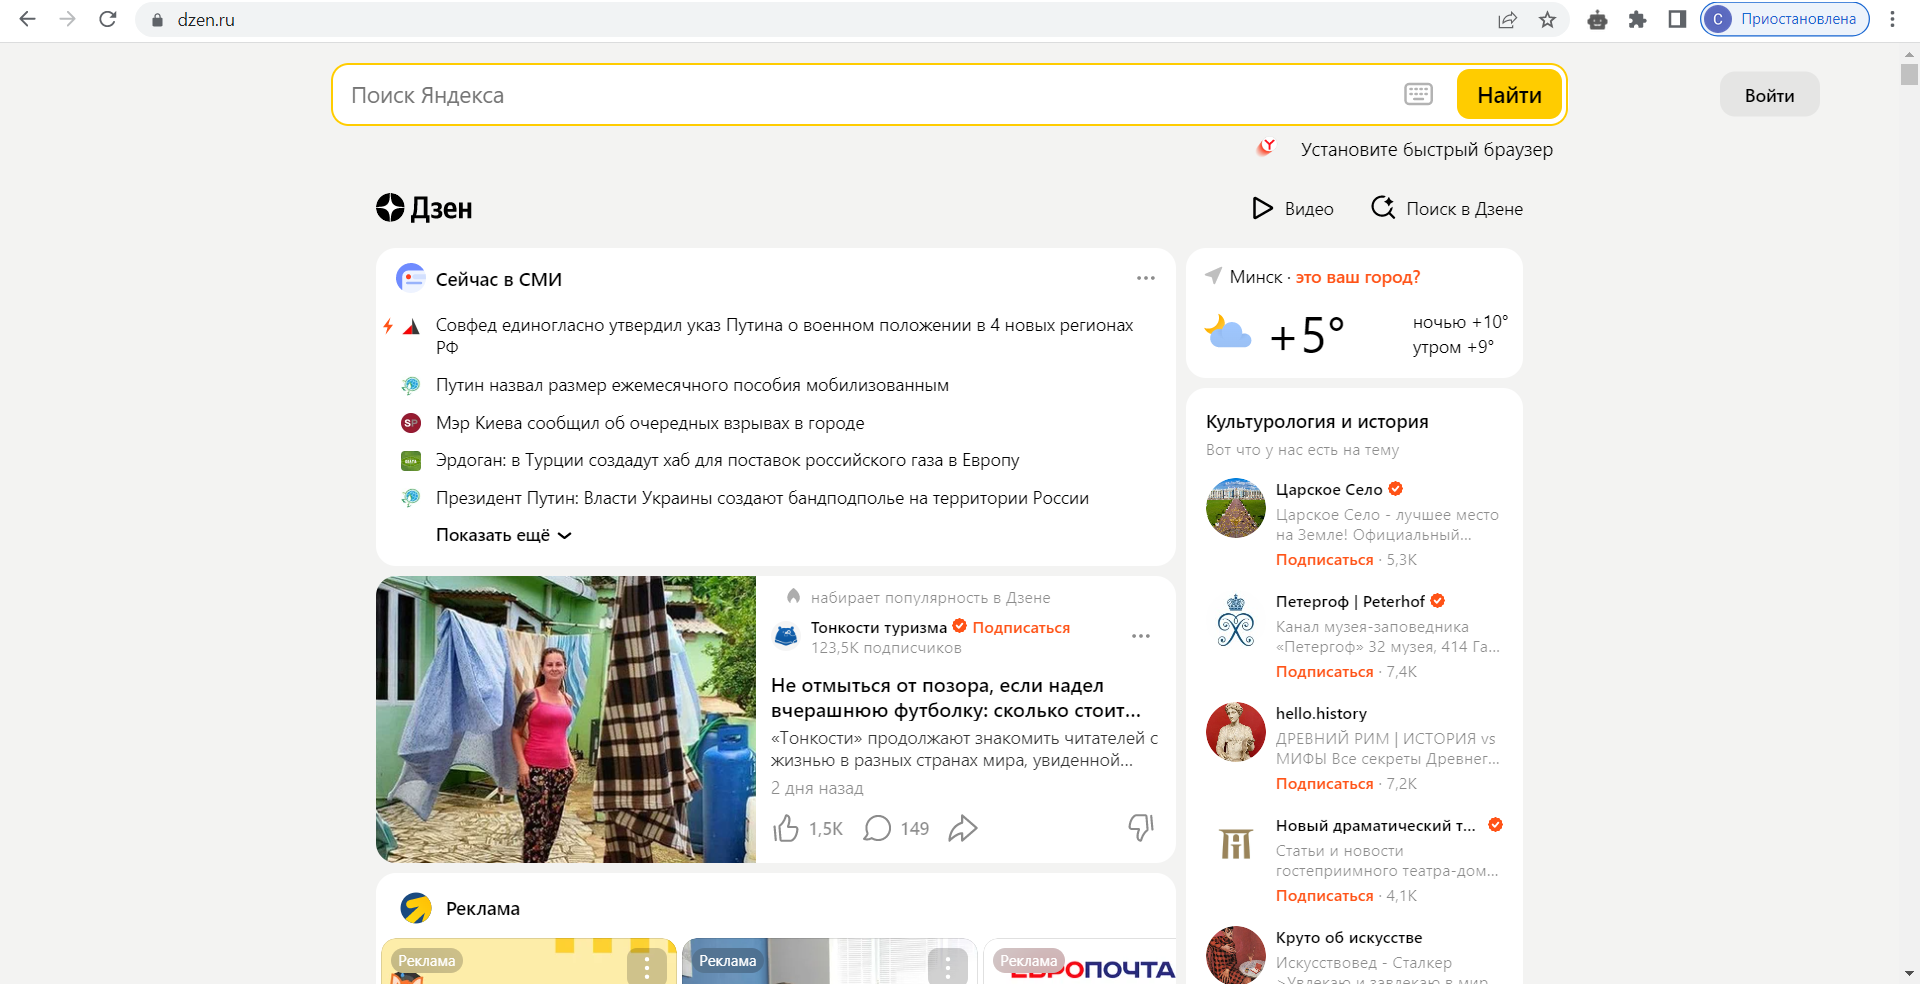 dzen.ru
С
Приостановлена
Поиск Яндекса
Найти
Войти
Установите быстрый браузер
Дзен
Видео
Поиск в Дзене
Сейчас в СМИ
Совфед единогласно утвердил указ Путина о военном положении в 4 новых регионах
РФ
Путин назвал размер ежемесячного пособия мобилизованным
SP
Мэр Киева сообщил об очередных взрывах в городе
Эрдоган: в Турции создадут хаб для поставок российского газа в Европу
Президент Путин: Власти Украины создают бандподполье на территории России
Показать ещё
Минск · это ваш город?
+5°
ночью +10°
утром +9°
Культурология и история
Вот что у нас есть на тему
Царское Село
Царское Село - лучшее место
на Земле! Официальный...
Подписаться · 5,3K
Петергоф | Peterhof
Канал музея-заповедника
«Петергоф» 32 музея, 414 Га...
Подписаться · 7,4K
hello.history
ДРЕВНИЙ РИМ | ИСТОРИЯ vs
МИФЫ Все секреты Древнег...
Подписаться · 7,2K
Новый драматический т...
Статьи и новости
гостеприимного театра-дом...
Подписаться · 4,1K
Круто об искусстве
Искусствовед - Сталкер
>Увлекаю и завлекаю в мир
набирает популярность в Дзене
Тонкости туризма Подписаться
123,5K подписчиков
Не отмыться от позора, если надел
вчерашнюю футболку: сколько стоит...
«Тонкости» продолжают знакомить читателей с
жизнью в разных странах мира, увиденной...
2 дня назад
1,5K
149
Реклама
Реклама
Реклама
Реклама
ЕВРОПОЧТА